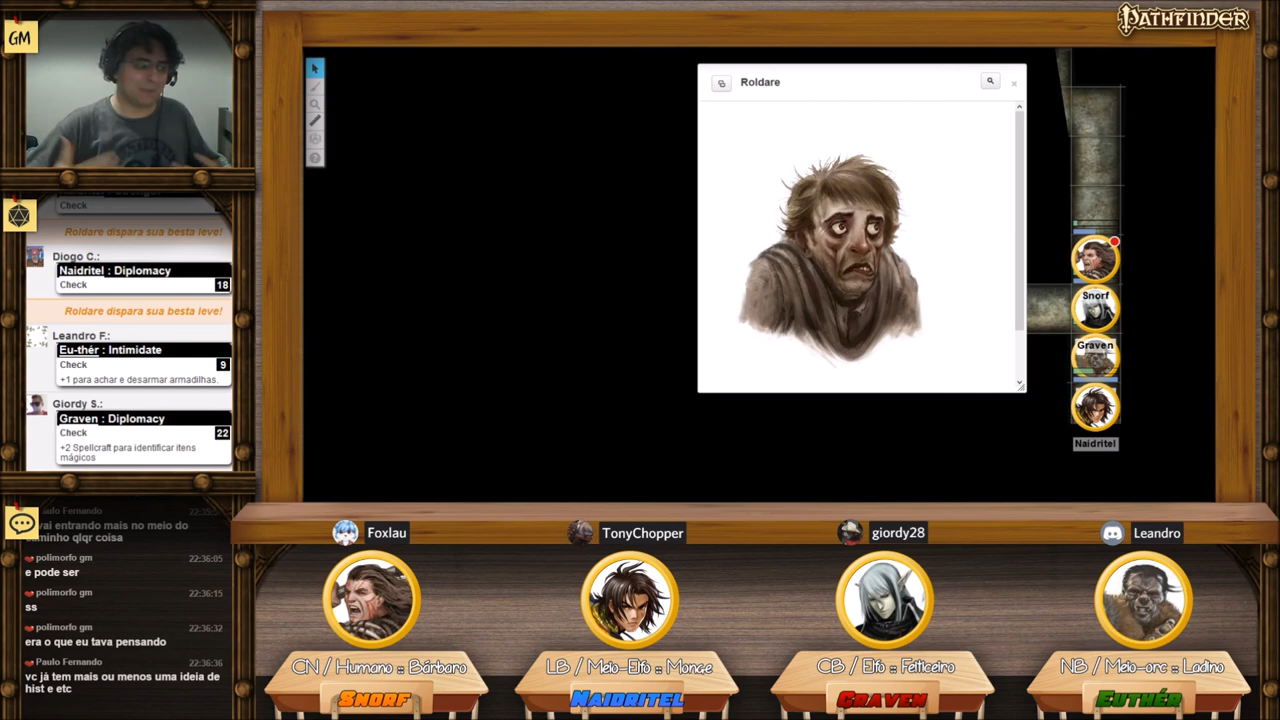 GM
PATHFINDER
Roldare
Check
Roldare dispara sua besta leve!
Diogo C.:
Naidritel : Diplomacy
Check 18
Roldare dispara sua besta leve!
Leandro F.:
Eu-thér : Intimidate
Check 9
+1 para achar e desarmar armadilhas.
Giordy S.:
Graven : Diplomacy
Check 22
+2 Spellcraft para identificar itens
mágicos
Snorf
Graven
Naidritel
Paulo Fernando
vai entrando mais no meio do
caminho qlqr coisa
polimorfo gm 22:36:05
e pode ser
polimorfo gm 22:36:15
ss
polimorfo gm 22:36:32
era o que eu tava pensando
Paulo Fernando 22:36:36
vc já tem mais ou menos uma ideia de
hist e etc
Foxlau
TonyChopper
giordy28
Leandro
CN / Humano :: Bárbaro
LB / Meio-Elfo :: Monge
CB / Elfo :: Feiticeiro
NB / Meio-orc :: Ladino
SNORF
NAIDRITEL
GRAVEN
EUTHÉR